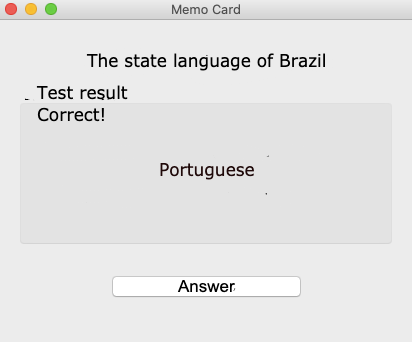 Memo Card
The state language of Brazil
Test result
Correct!
Portuguese
Answer